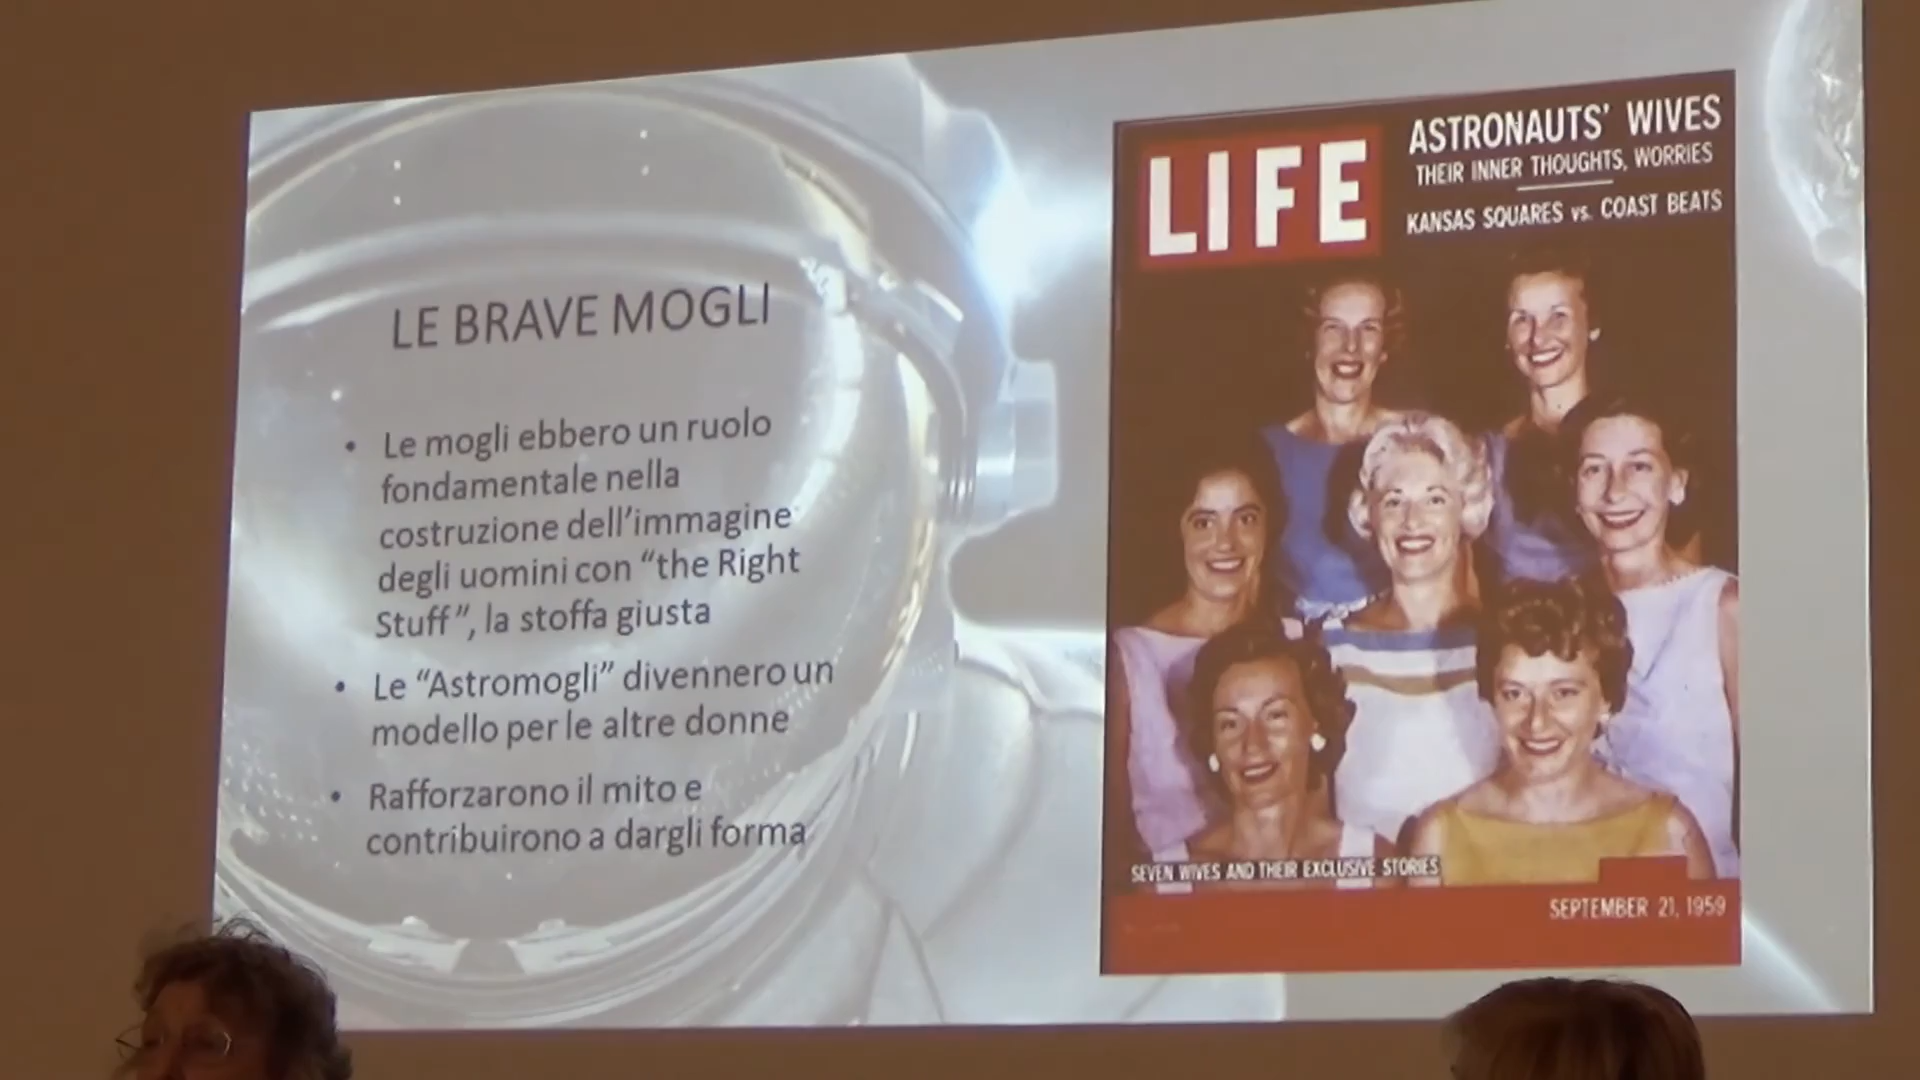 LE BRAVE MOGLI
• Le mogli ebbero un ruolo
fondamentale nella
costruzione dell'immagine
degli uomini con “the Right
Stuff”, la stoffa giusta
• Le “Astromogli” divennero un
modello per le altre donne
• Rafforzarono il mito e
contribuirono a dargli forma
LIFE
ASTRONAUTS' WIVES
THEIR INNER THOUGHTS, WORRIES
KANSAS SQUARES vs. COAST BEATS
SEVEN WIVES AND THEIR EXCLUSIVE STORIES
SEPTEMBER 21, 1959